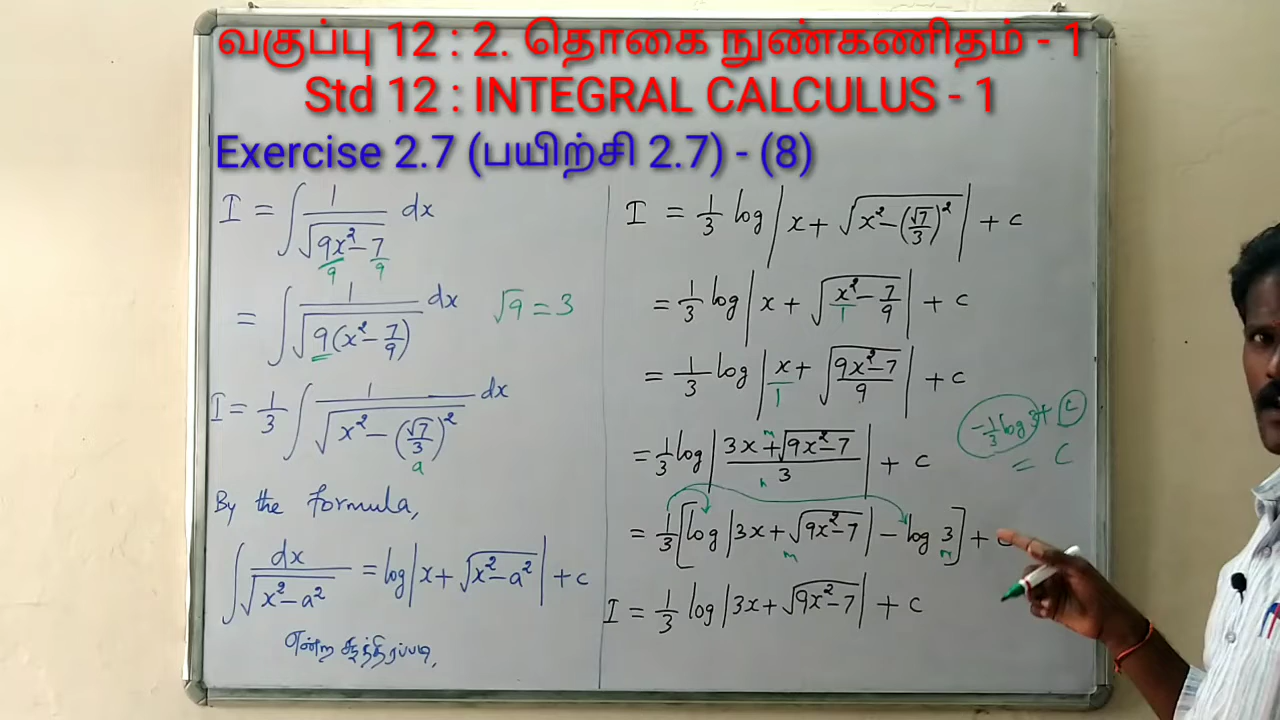 வகுப்பு 12 : 2. தொகை நுண்கணிதம் - 1
Std 12 : INTEGRAL CALCULUS - 1
Exercise 2.7 (பயிற்சி 2.7) - (8)
I = ∫ 1/√(9x² - 7) dx
9 9
= ∫ 1/√(9(x² - 7/9)) dx √9 = 3
I = 1/3 ∫ 1/√(x² - (√7/3)²) dx
a
By the formula,
∫ dx/√(x² - a²) = log|x + √(x² - a²)| + c
என்ற சூத்திரப்படி,
I = 1/3 log|x + √(x² - (√7/3)²)| + c
= 1/3 log|x + √(x²/1 - 7/9)| + c
= 1/3 log|x/1 + √((9x² - 7)/9)| + c
-1/3 log 3 + c
= c
= 1/3 log|(3x + √(9x² - 7))/3| + c
m
n
= 1/3 [log|3x + √(9x² - 7)| - log 3] + c
m n
I = 1/3 log|3x + √(9x² - 7)| + c